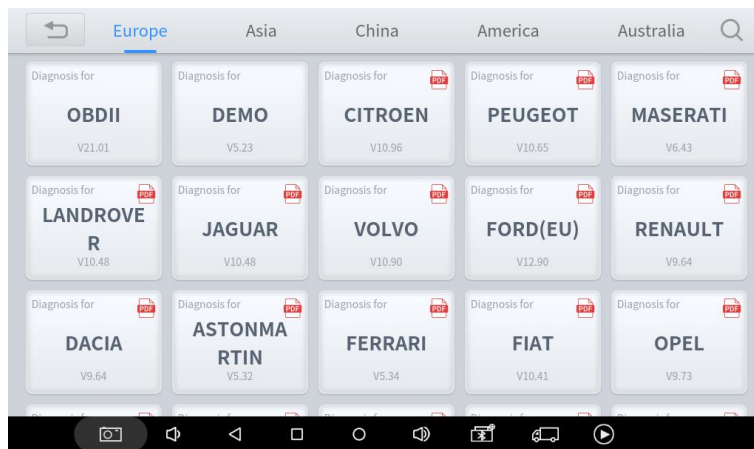 Europe Asia China America Australia
Diagnosis for Diagnosis for Diagnosis for PDF Diagnosis for PDF Diagnosis for PDF
OBDII DEMO CITROEN PEUGEOT MASERATI
V21.01 V5.23 V10.96 V10.65 V6.43
Diagnosis for PDF Diagnosis for PDF Diagnosis for PDF Diagnosis for PDF Diagnosis for PDF
LANDROVE
R JAGUAR VOLVO FORD(EU) RENAULT
V10.48 V10.48 V10.90 V12.90 V9.64
Diagnosis for PDF Diagnosis for PDF Diagnosis for PDF Diagnosis for PDF Diagnosis for PDF
DACIA ASTONMA
RTIN FERRARI FIAT OPEL
V9.64 V5.32 V5.34 V10.41 V9.73